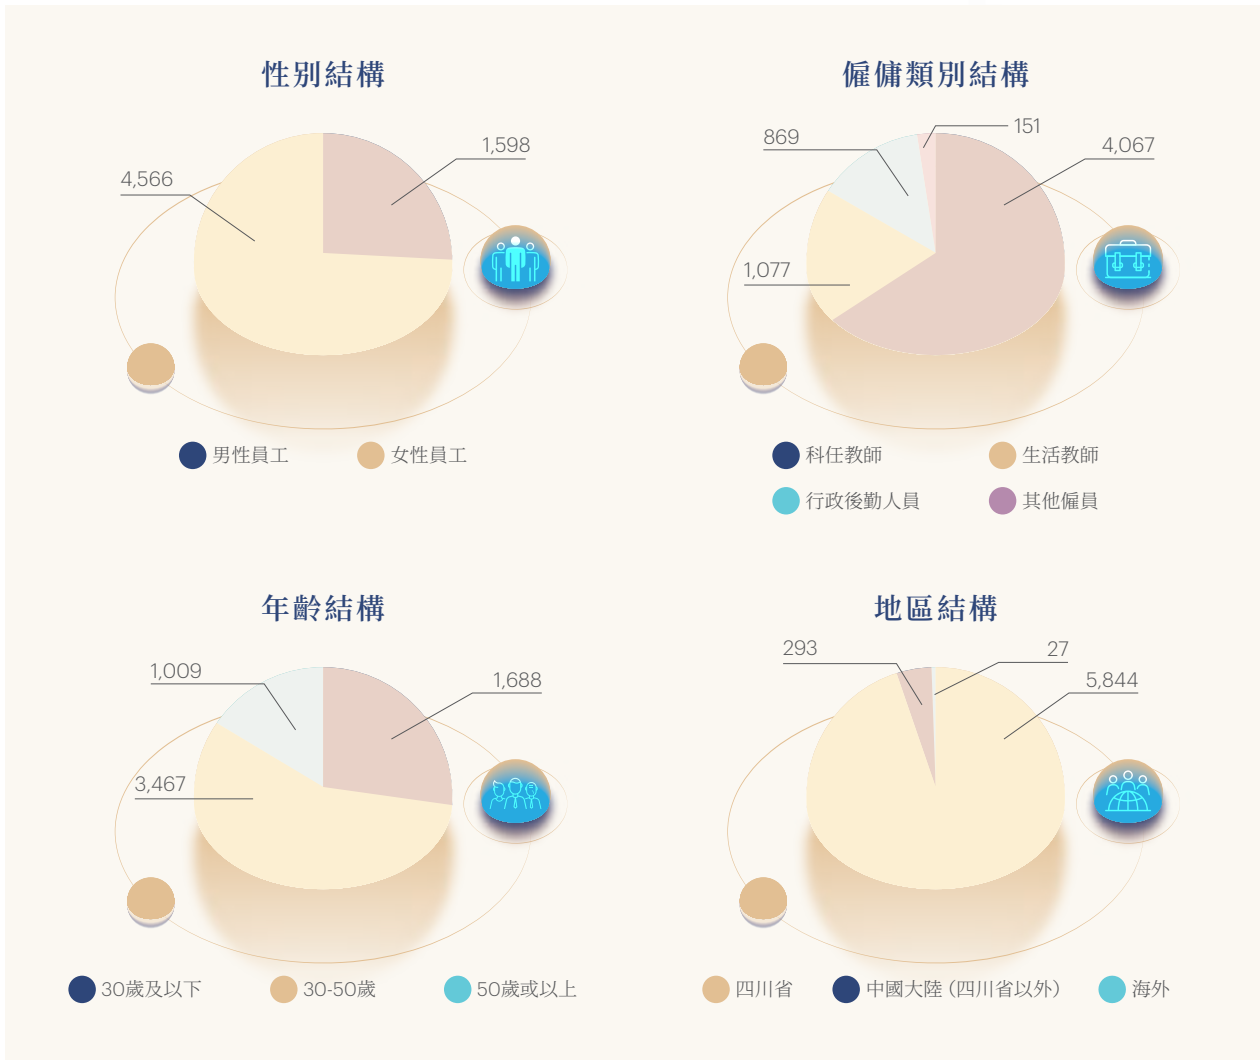 性別結構
4,566
1,598
男性員工
女性員工
僱傭類別結構
869
151
4,067
1,077
科任教師
生活教師
行政後勤人員
其他僱員
年齡結構
1,009
1,688
3,467
30歲及以下
30-50歲
50歲或以上
地區結構
293
27
5,844
四川省
中國大陸（四川省以外）
海外